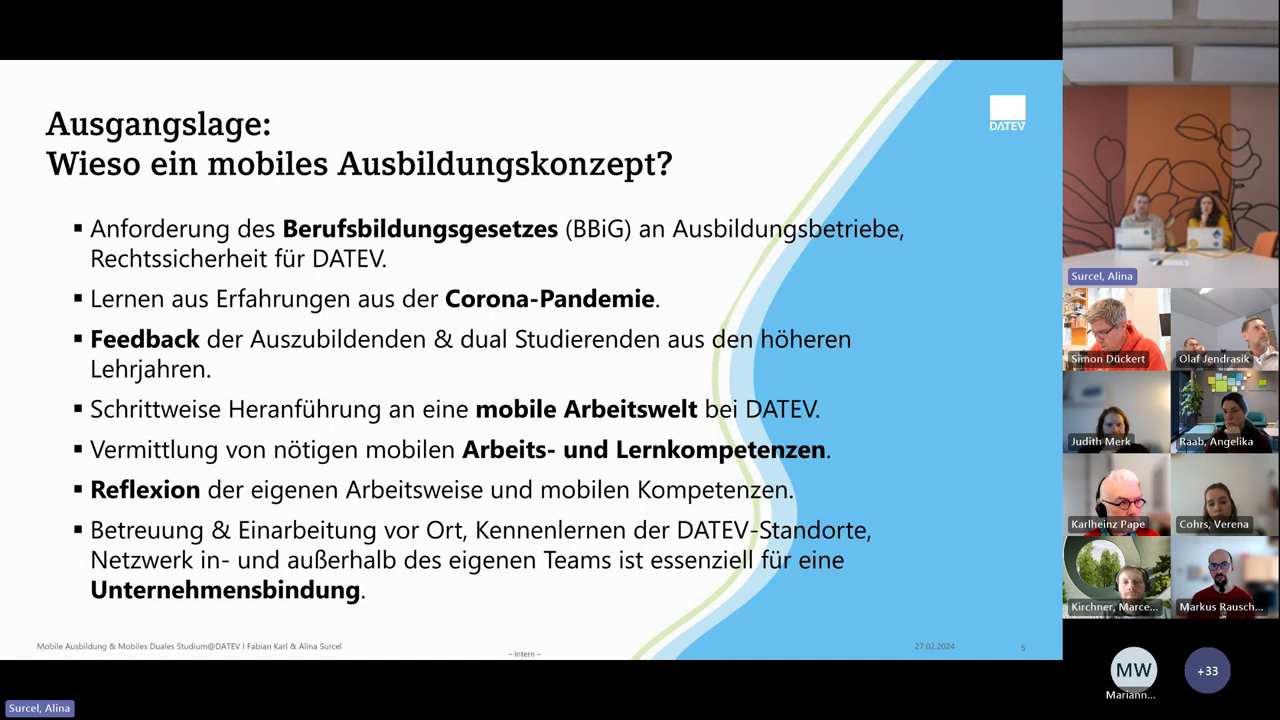 Ausgangslage:
Wieso ein mobiles Ausbildungskonzept?
DATEV
▪ Anforderung des Berufsbildungsgesetzes (BBiG) an Ausbildungsbetriebe,
Rechtssicherheit für DATEV.
▪ Lernen aus Erfahrungen aus der Corona-Pandemie.
▪ Feedback der Auszubildenden & dual Studierenden aus den höheren
Lehrjahren.
▪ Schrittweise Heranführung an eine mobile Arbeitswelt bei DATEV.
▪ Vermittlung von nötigen mobilen Arbeits- und Lernkompetenzen.
▪ Reflexion der eigenen Arbeitsweise und mobilen Kompetenzen.
▪ Betreuung & Einarbeitung vor Ort, Kennenlernen der DATEV-Standorte,
Netzwerk in- und außerhalb des eigenen Teams ist essenziell für eine
Unternehmensbindung.
Mobile Ausbildung & Mobiles Duales Studium@DATEV I Fabian Karl & Alina Surcel
– Intern –
27.02.2024
5
Surcel, Alina
Surcel, Alina
Simon Dückert
Olaf Jendrasik
Judith Merk
Raab, Angelika
Karlheinz Pape
Cohrs, Verena
Kirchner, Marce...
Markus Rausch...
MW
Mariann...
+33